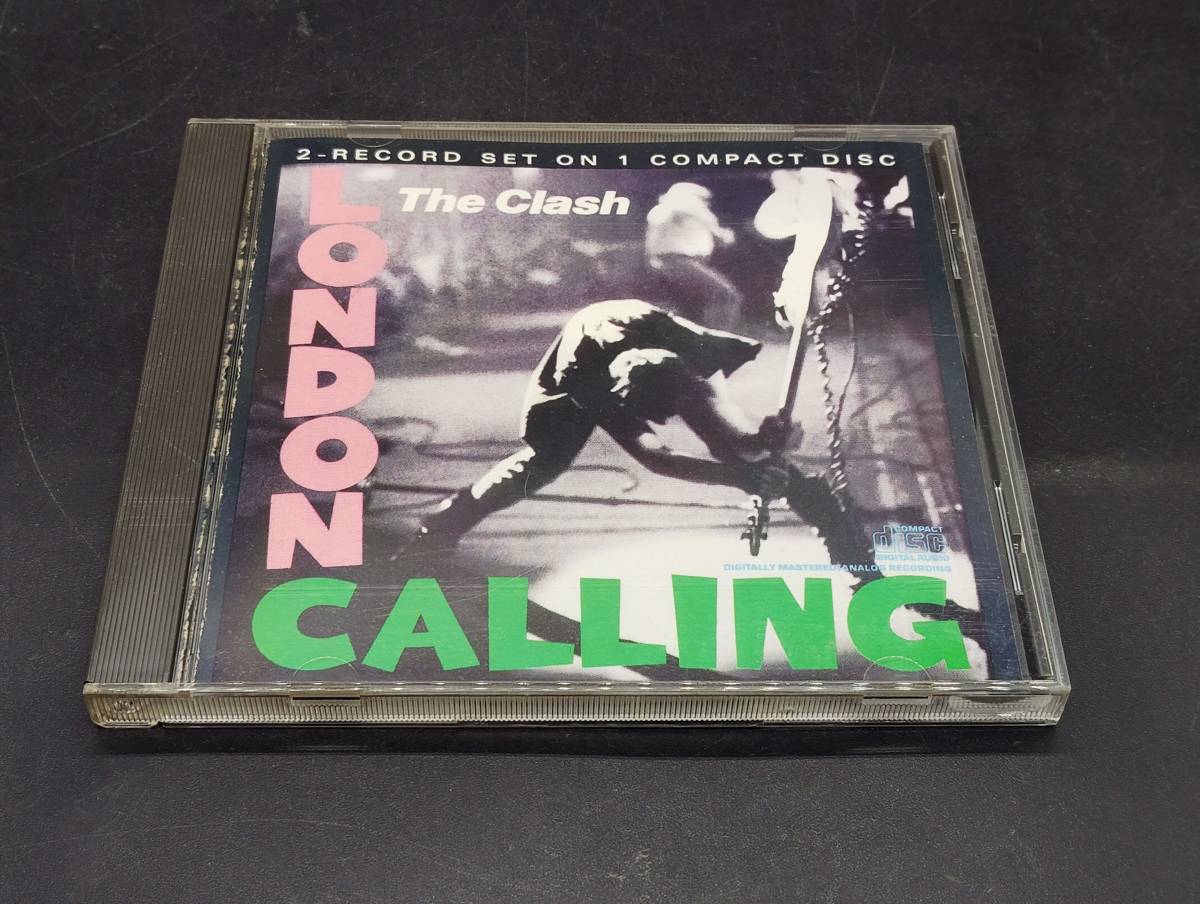 2-RECORD SET ON 1 COMPACT DISC
The Clash
LONDON
CALLING
COMPACT
disc
DIGITAL AUDIO
DIGITALLY MASTERED ANALOG RECORDING